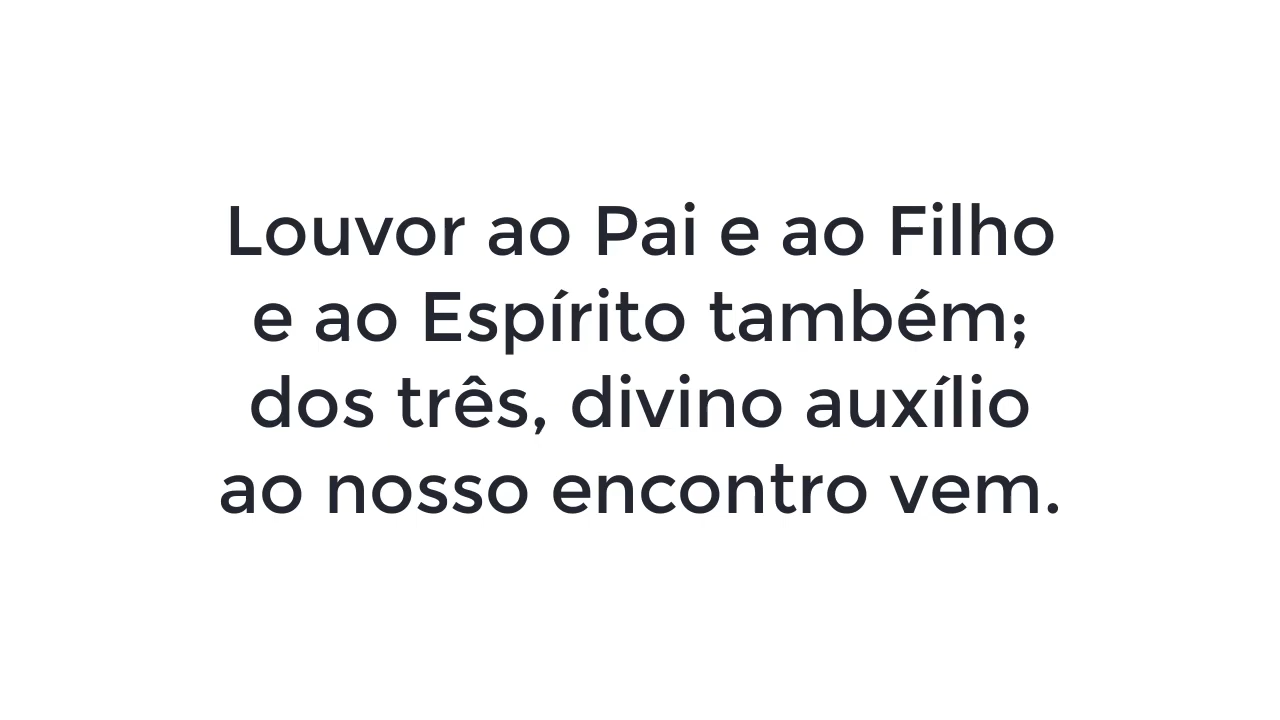 Louvor ao Pai e ao Filho
e ao Espírito também;
dos três, divino auxílio
ao nosso encontro vem.